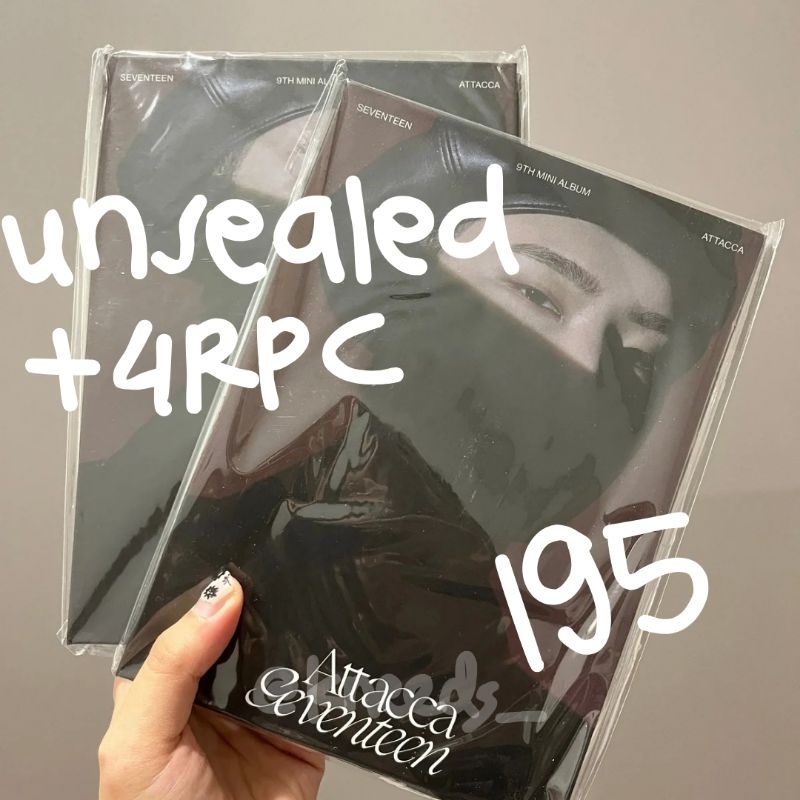 SEVENTEEN 9TH MINI ALBUM ATTACCA
SEVENTEEN 9TH MINI ALBUM ATTACCA
unsealed
+4RPC
195
Attacca
Seventeen